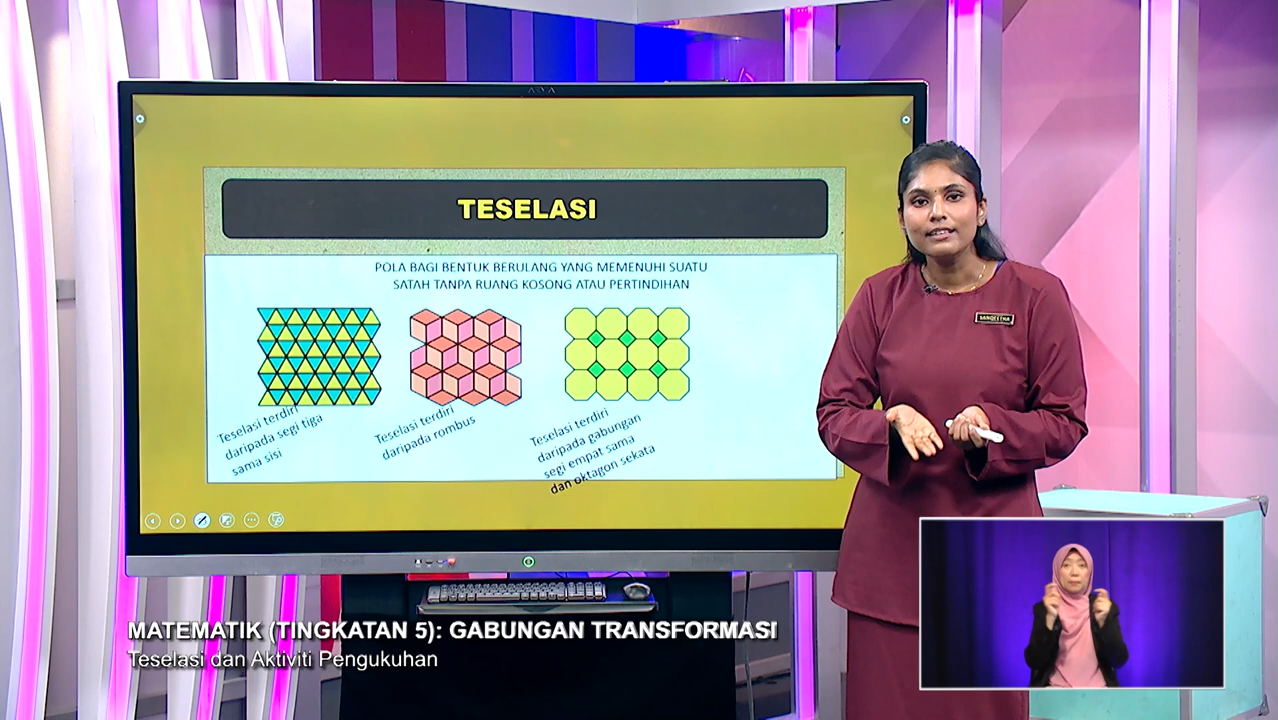 TESELASI
POLA BAGI BENTUK BERULANG YANG MEMENUHI SUATU
SATAH TANPA RUANG KOSONG ATAU PERTINDIHAN
Teselasi terdiri
daripada segi tiga
sama sisi
Teselasi terdiri
daripada rombus
Teselasi terdiri
daripada gabungan
segi empat sama
dan oktagon sekata
SANGEETHA
MATEMATIK (TINGKATAN 5): GABUNGAN TRANSFORMASI
Teselasi dan Aktiviti Pengukuhan